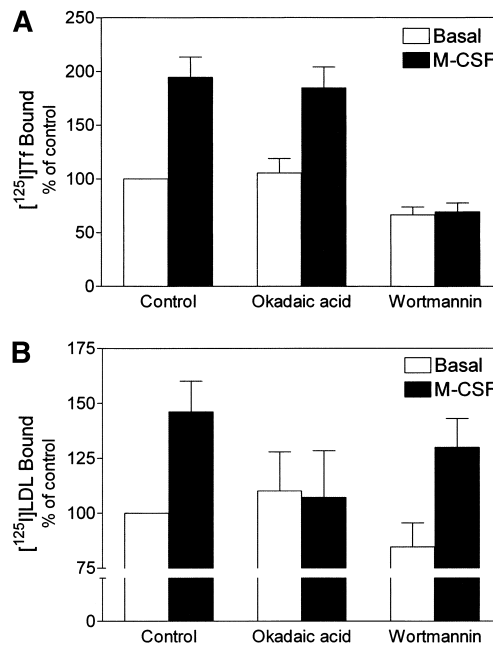 A
250
200
150
100
50
0
[125I]Tf Bound
% of control
Basal
M-CSF
Control Okadaic acid Wortmannin
B
175
150
125
100
75
0
[125I]LDL Bound
% of control
Basal
M-CSF
Control Okadaic acid Wortmannin